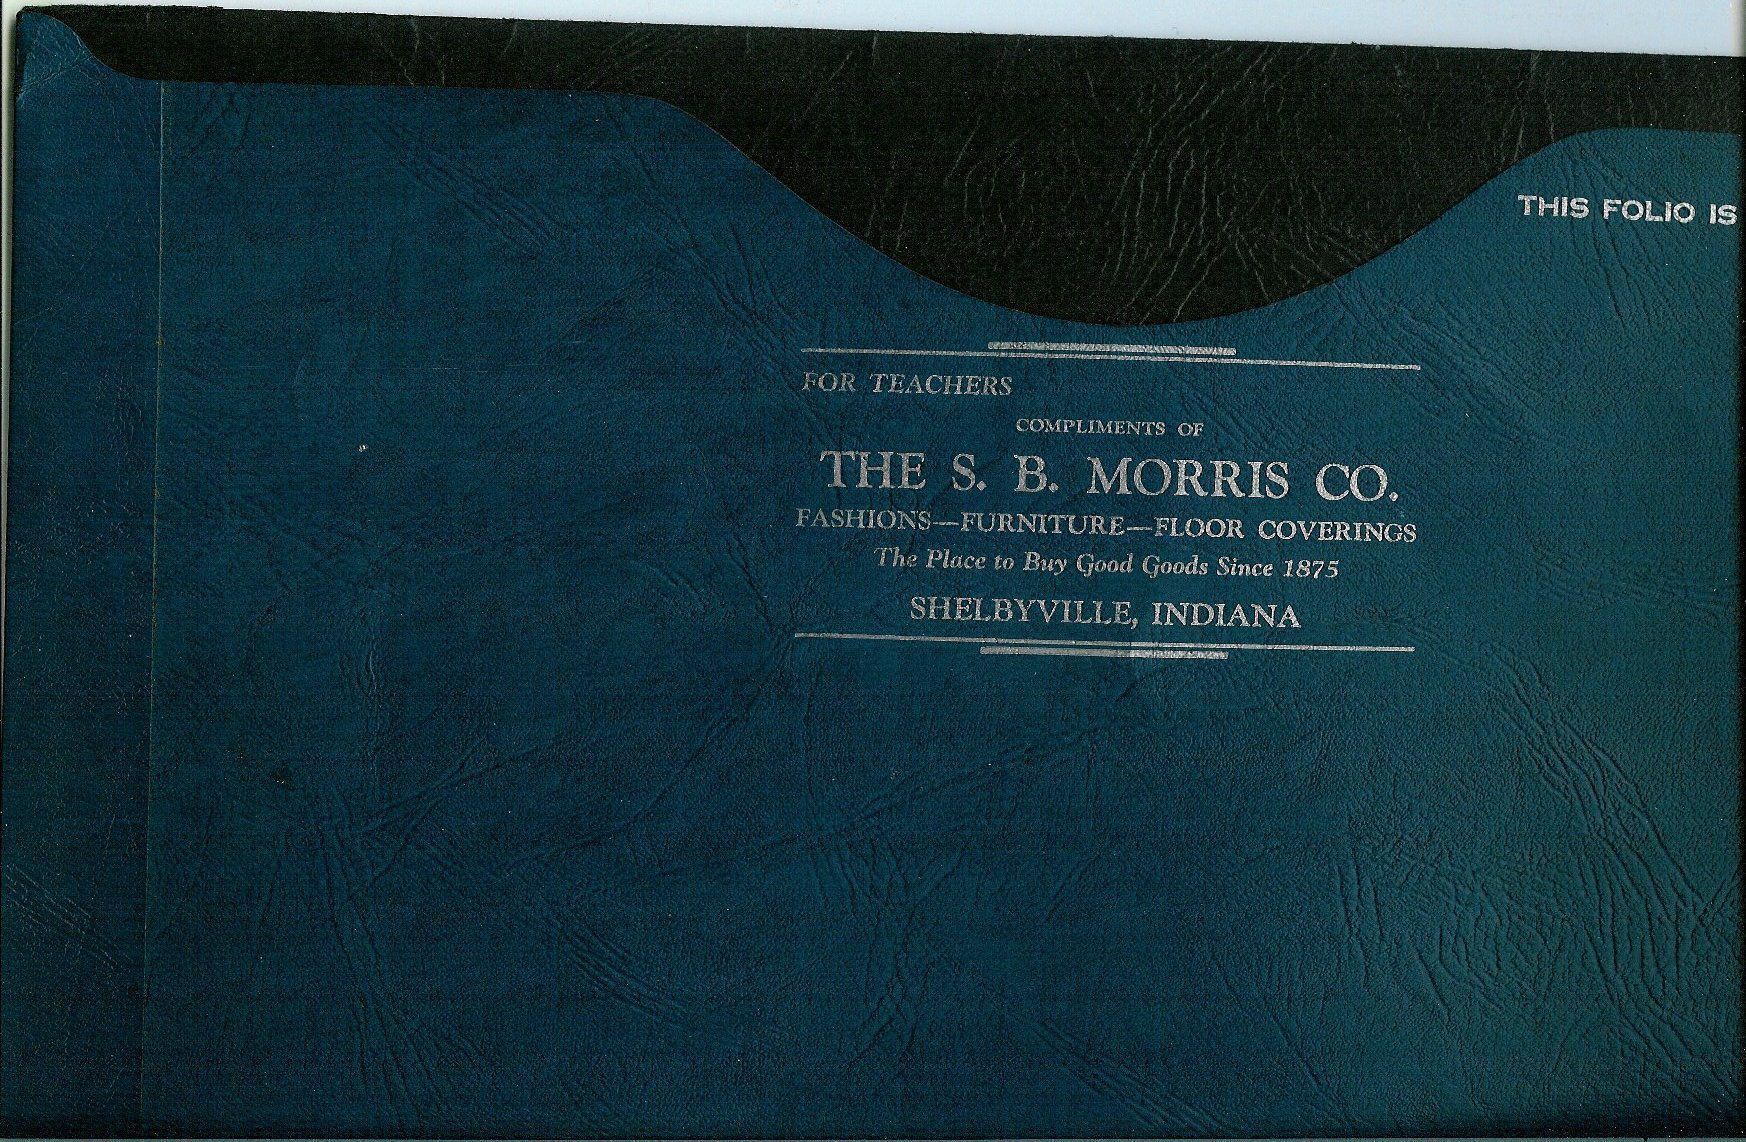 THIS FOLIO IS
FOR TEACHERS
COMPLIMENTS OF
THE S. B. MORRIS CO.
FASHIONS—FURNITURE—FLOOR COVERINGS
The Place to Buy Good Goods Since 1875
SHELBYVILLE, INDIANA